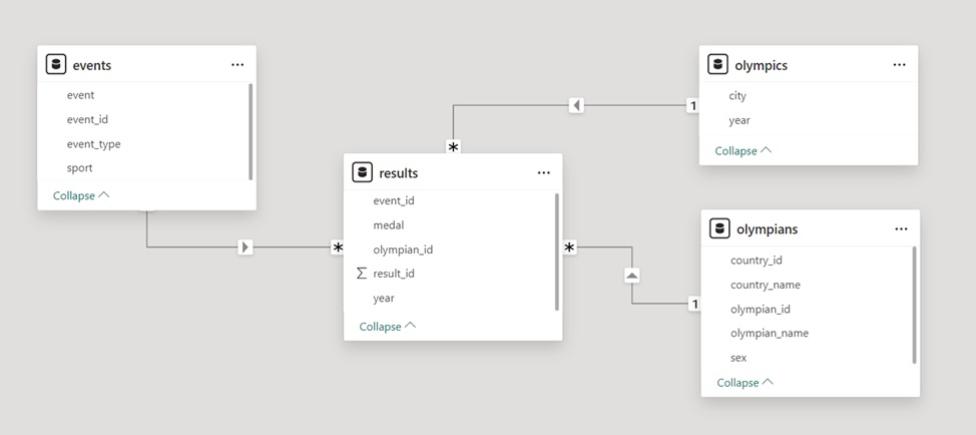 events
event
event_id
event_type
sport
Collapse
olympics
city
year
Collapse
1
*
results
event_id
medal
olympian_id
Σ result_id
year
Collapse
*
*
olympians
country_id
country_name
olympian_id
olympian_name
sex
Collapse
1